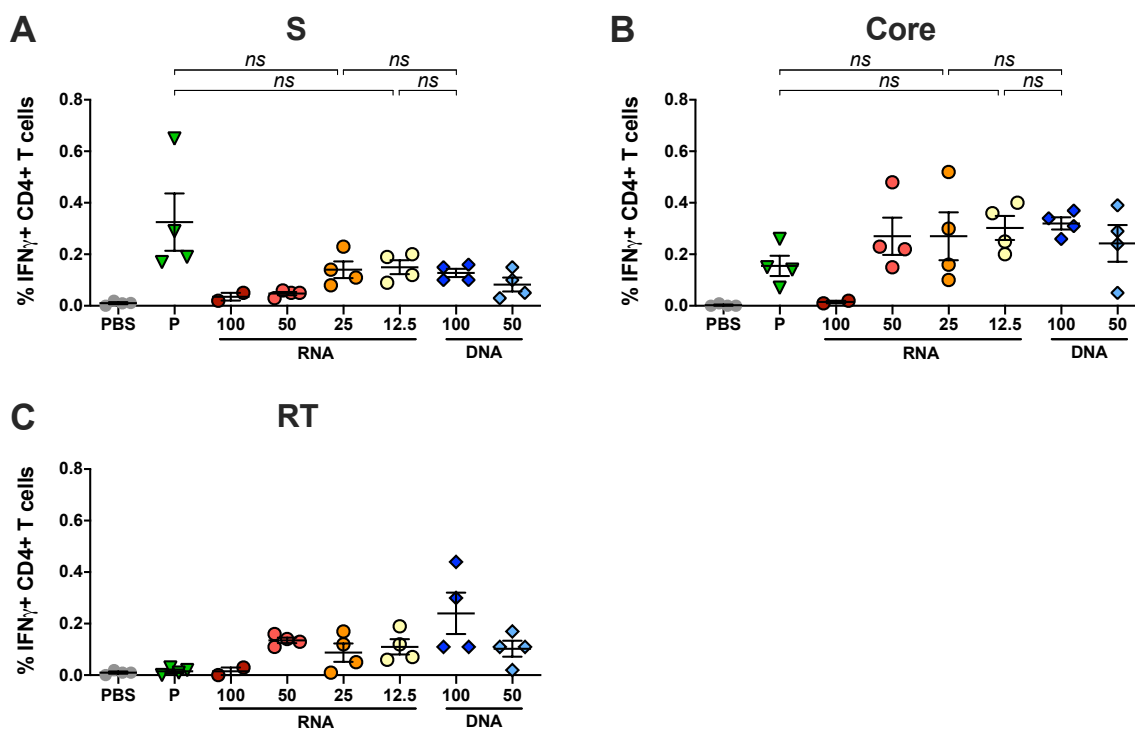 A
S
ns
ns
ns
ns
% IFNγ+ CD4+ T cells
0.8
0.6
0.4
0.2
0.0
PBS
P
100
50
25
12.5
100
50
RNA
DNA
B
Core
ns
ns
ns
ns
% IFNγ+ CD4+ T cells
0.8
0.6
0.4
0.2
0.0
PBS
P
100
50
25
12.5
100
50
RNA
DNA
C
RT
% IFNγ+ CD4+ T cells
0.8
0.6
0.4
0.2
0.0
PBS
P
100
50
25
12.5
100
50
RNA
DNA